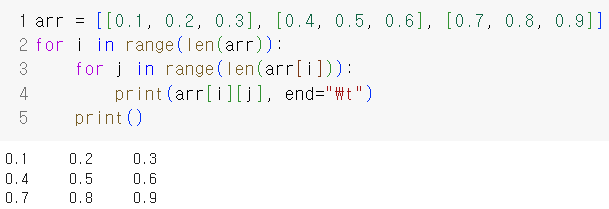 1 arr = [[0.1, 0.2, 0.3], [0.4, 0.5, 0.6], [0.7, 0.8, 0.9]]
2 for i in range(len(arr)):
3     for j in range(len(arr[i])):
4         print(arr[i][j], end="₩t")
5     print()
0.1 0.2 0.3
0.4 0.5 0.6
0.7 0.8 0.9